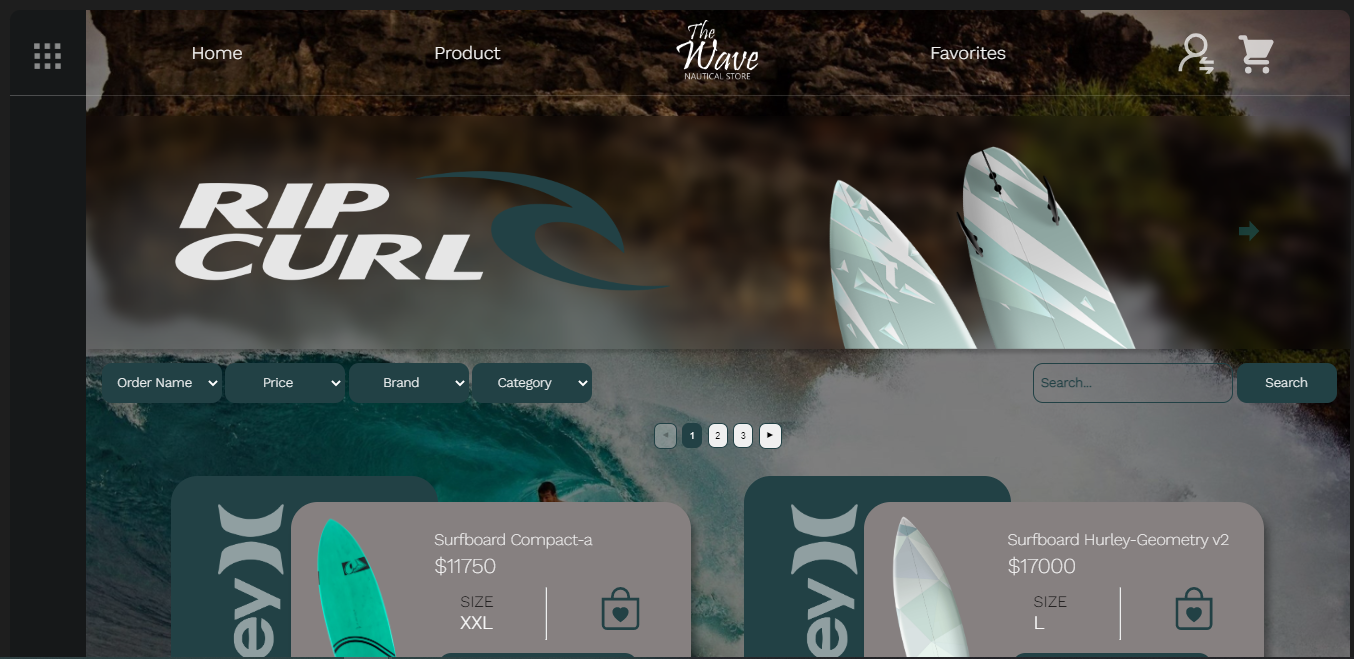 Home
Product
The
Wave
NAUTICAL STORE
Favorites
RIP
CURL
Order Name
Price
Brand
Category
Search...
Search
1
2
3
ey
Surfboard Compact-a
$11750
SIZE
XXL
ey
Surfboard Hurley-Geometry v2
$17000
SIZE
L